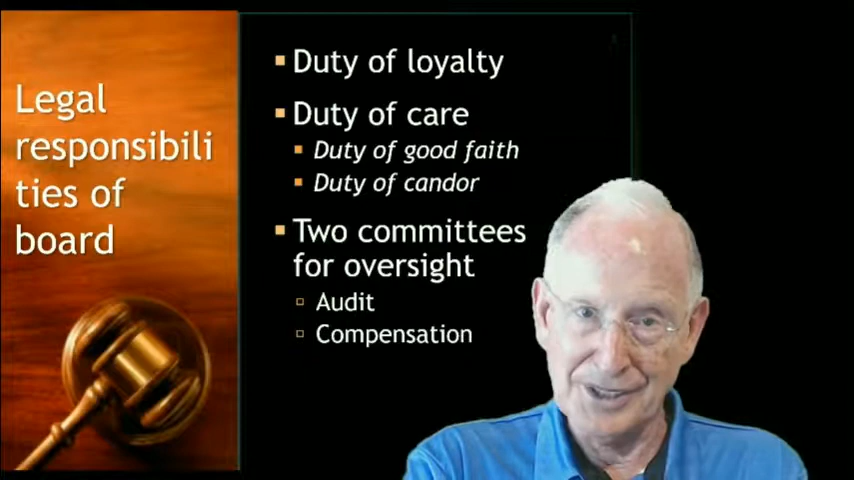 Legal
responsibili
ties of
board
Duty of loyalty
Duty of care
Duty of good faith
Duty of candor
Two committees
for oversight
Audit
Compensation